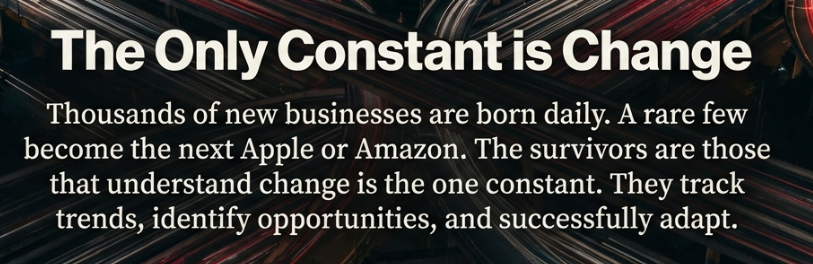 The Only Constant is Change
Thousands of new businesses are born daily. A rare few
become the next Apple or Amazon. The survivors are those
that understand change is the one constant. They track
trends, identify opportunities, and successfully adapt.